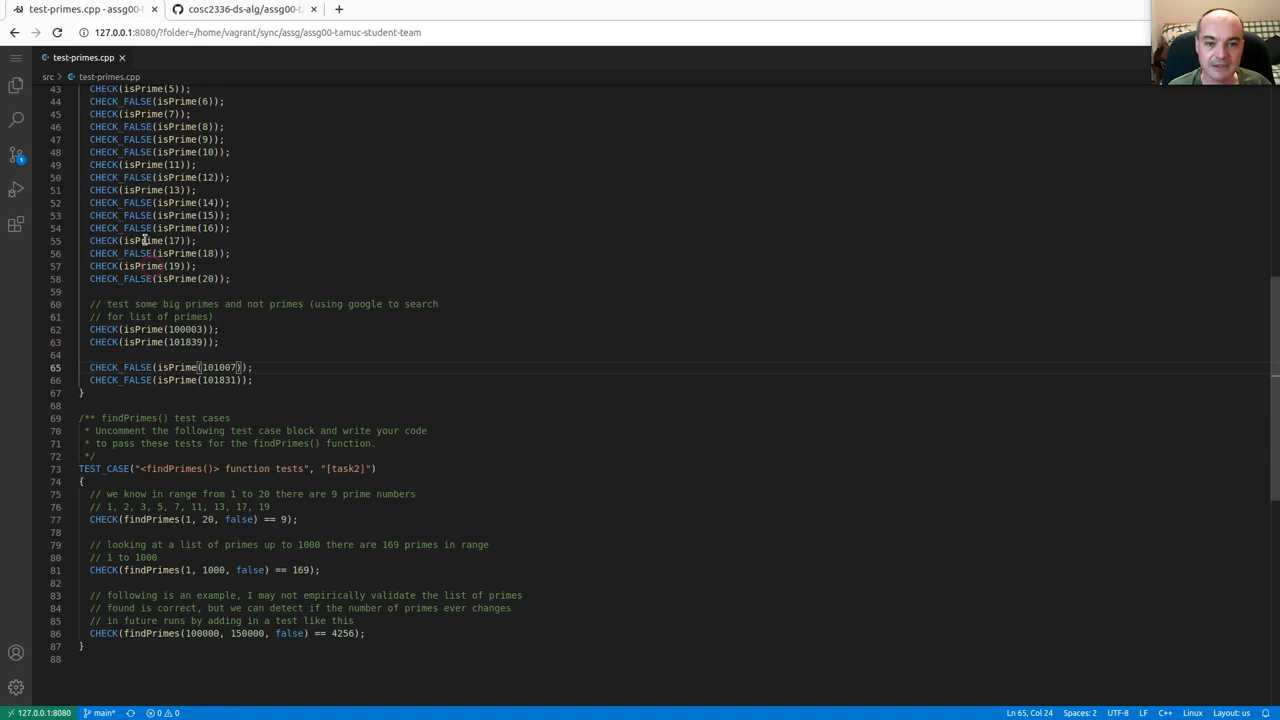 test-primes.cpp - assg00-
cosc2336-ds-alg/assg00-ta
127.0.0.1:8080/?folder=/home/vagrant/sync/assg/assg00-tamuc-student-team
test-primes.cpp
src > test-primes.cpp
43 CHECK(isPrime(5));
44 CHECK_FALSE(isPrime(6));
45 CHECK(isPrime(7));
46 CHECK_FALSE(isPrime(8));
47 CHECK_FALSE(isPrime(9));
48 CHECK_FALSE(isPrime(10));
49 CHECK(isPrime(11));
50 CHECK_FALSE(isPrime(12));
51 CHECK(isPrime(13));
52 CHECK_FALSE(isPrime(14));
53 CHECK_FALSE(isPrime(15));
54 CHECK_FALSE(isPrime(16));
55 CHECK(isPrime(17));
56 CHECK_FALSE(isPrime(18));
57 CHECK(isPrime(19));
58 CHECK_FALSE(isPrime(20));
59
60 // test some big primes and not primes (using google to search
61 // for list of primes)
62 CHECK(isPrime(100003));
63 CHECK(isPrime(101839));
64
65 CHECK_FALSE(isPrime(101007));
66 CHECK_FALSE(isPrime(101831));
67 }
68
69 /** findPrimes() test cases
70 * Uncomment the following test case block and write your code
71 * to pass these tests for the findPrimes() function.
72 */
73 TEST_CASE("<findPrimes()> function tests", "[task2]")
74 {
75 // we know in range from 1 to 20 there are 9 prime numbers
76 // 1, 2, 3, 5, 7, 11, 13, 17, 19
77 CHECK(findPrimes(1, 20, false) == 9);
78
79 // looking at a list of primes up to 1000 there are 169 primes in range
80 // 1 to 1000
81 CHECK(findPrimes(1, 1000, false) == 169);
82
83 // following is an example, I may not empirically validate the list of primes
84 // found is correct, but we can detect if the number of primes ever changes
85 // in future runs by adding in a test like this
86 CHECK(findPrimes(100000, 150000, false) == 4256);
87 }
88
1
127.0.0.1:8080 main* 0 0 Ln 65, Col 24 Spaces: 2 UTF-8 LF C++ Linux Layout: us